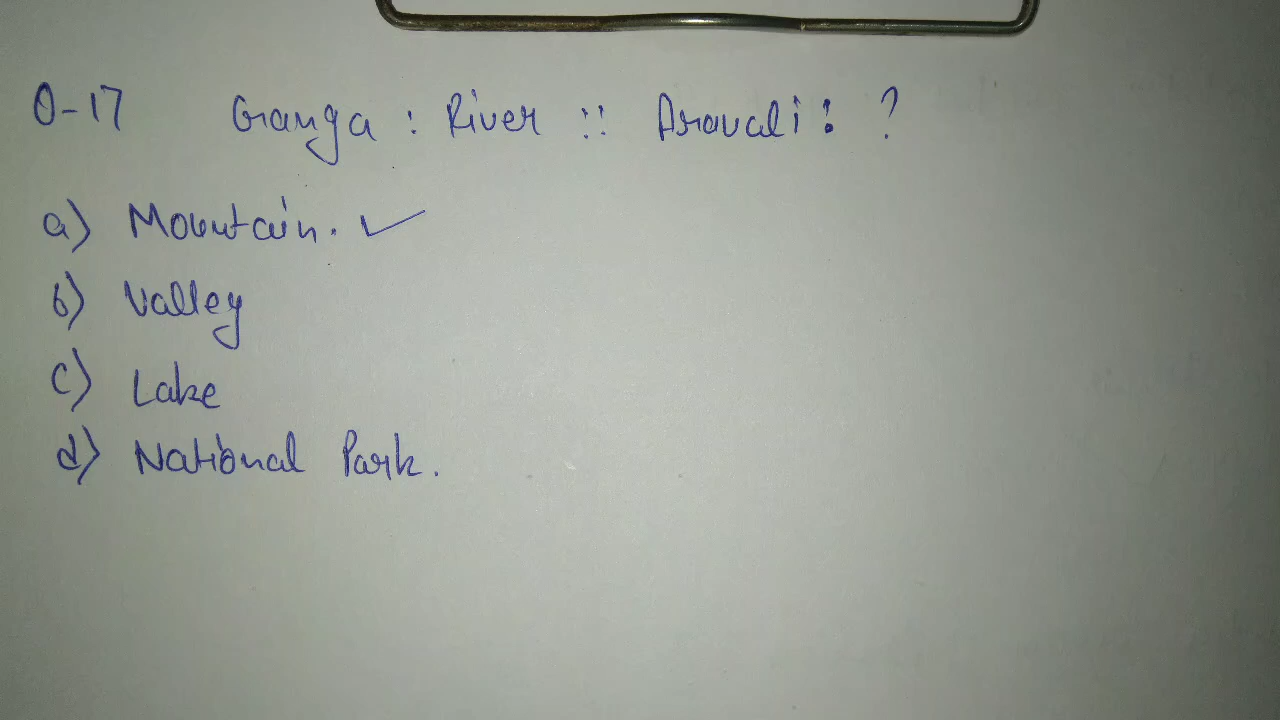 Q-17 Ganga : River :: Aravali : ?
a) Mountain. ✓
b) Valley
c) Lake
d) National Park.